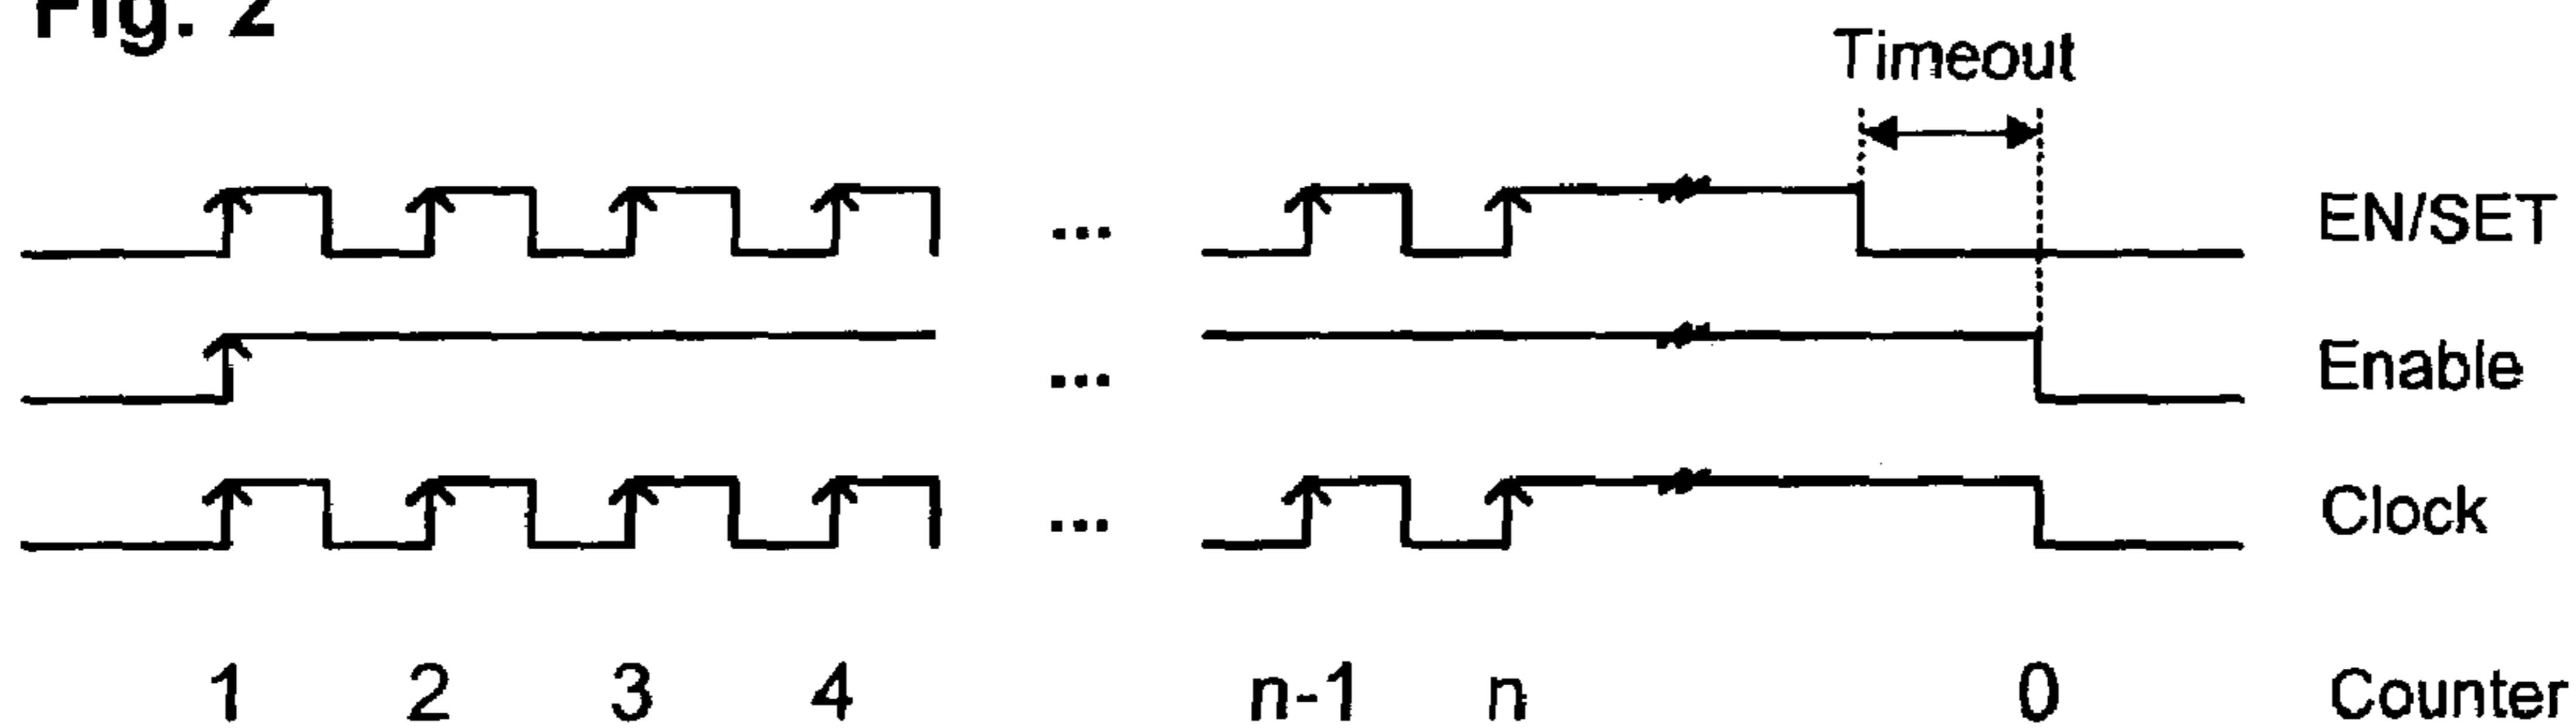 Fig. 2
Timeout
... ... EN/SET
... Enable
... Clock
1 2 3 4 n-1 n 0 Counter